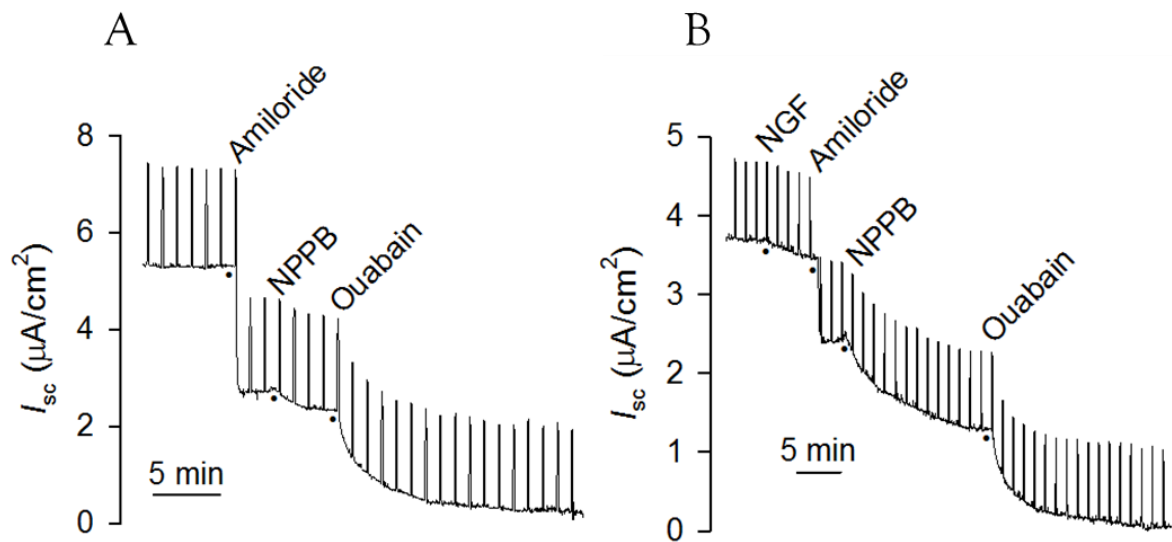 A
Amiloride
NPPB
Ouabain
8
6
4
2
0
Isc (μA/cm2)
5 min
B
NGF
Amiloride
NPPB
Ouabain
5
4
3
2
1
0
Isc (μA/cm2)
5 min